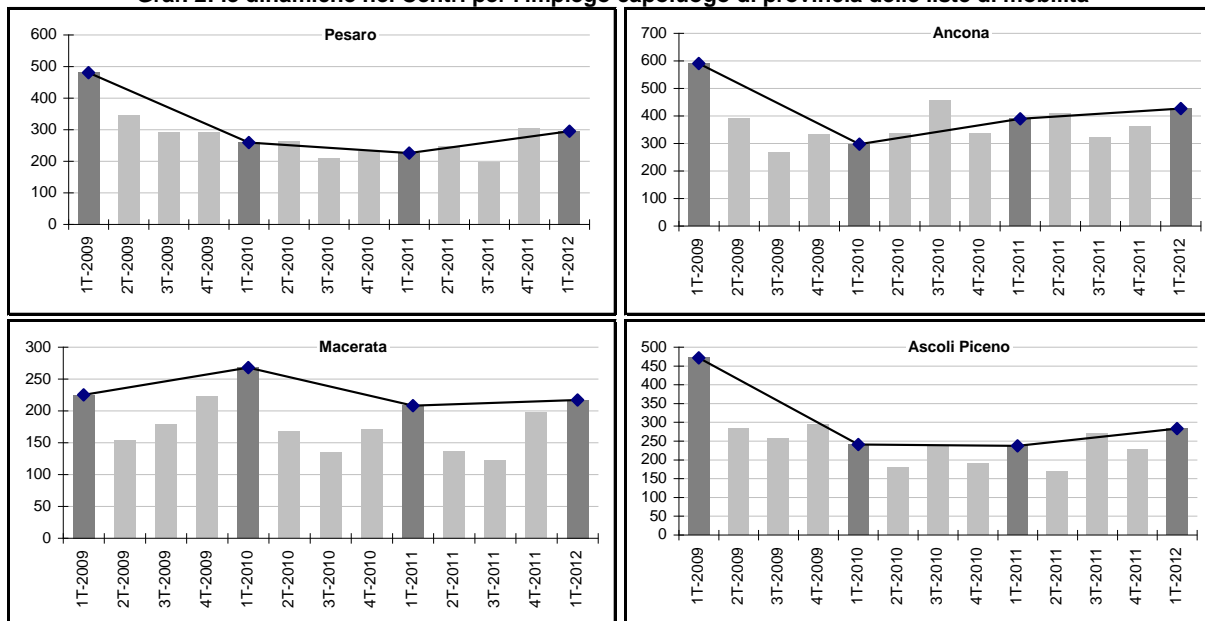 Graf. 2: le dinamiche nei Centri per l'Impiego capoluogo di provincia delle liste di mobilità
Pesaro
600
500
400
300
200
100
0
1T-2009
2T-2009
3T-2009
4T-2009
1T-2010
2T-2010
3T-2010
4T-2010
1T-2011
2T-2011
3T-2011
4T-2011
1T-2012
Ancona
700
600
500
400
300
200
100
0
1T-2009
2T-2009
3T-2009
4T-2009
1T-2010
2T-2010
3T-2010
4T-2010
1T-2011
2T-2011
3T-2011
4T-2011
1T-2012
Macerata
300
250
200
150
100
50
0
1T-2009
2T-2009
3T-2009
4T-2009
1T-2010
2T-2010
3T-2010
4T-2010
1T-2011
2T-2011
3T-2011
4T-2011
1T-2012
Ascoli Piceno
500
450
400
350
300
250
200
150
100
50
0
1T-2009
2T-2009
3T-2009
4T-2009
1T-2010
2T-2010
3T-2010
4T-2010
1T-2011
2T-2011
3T-2011
4T-2011
1T-2012